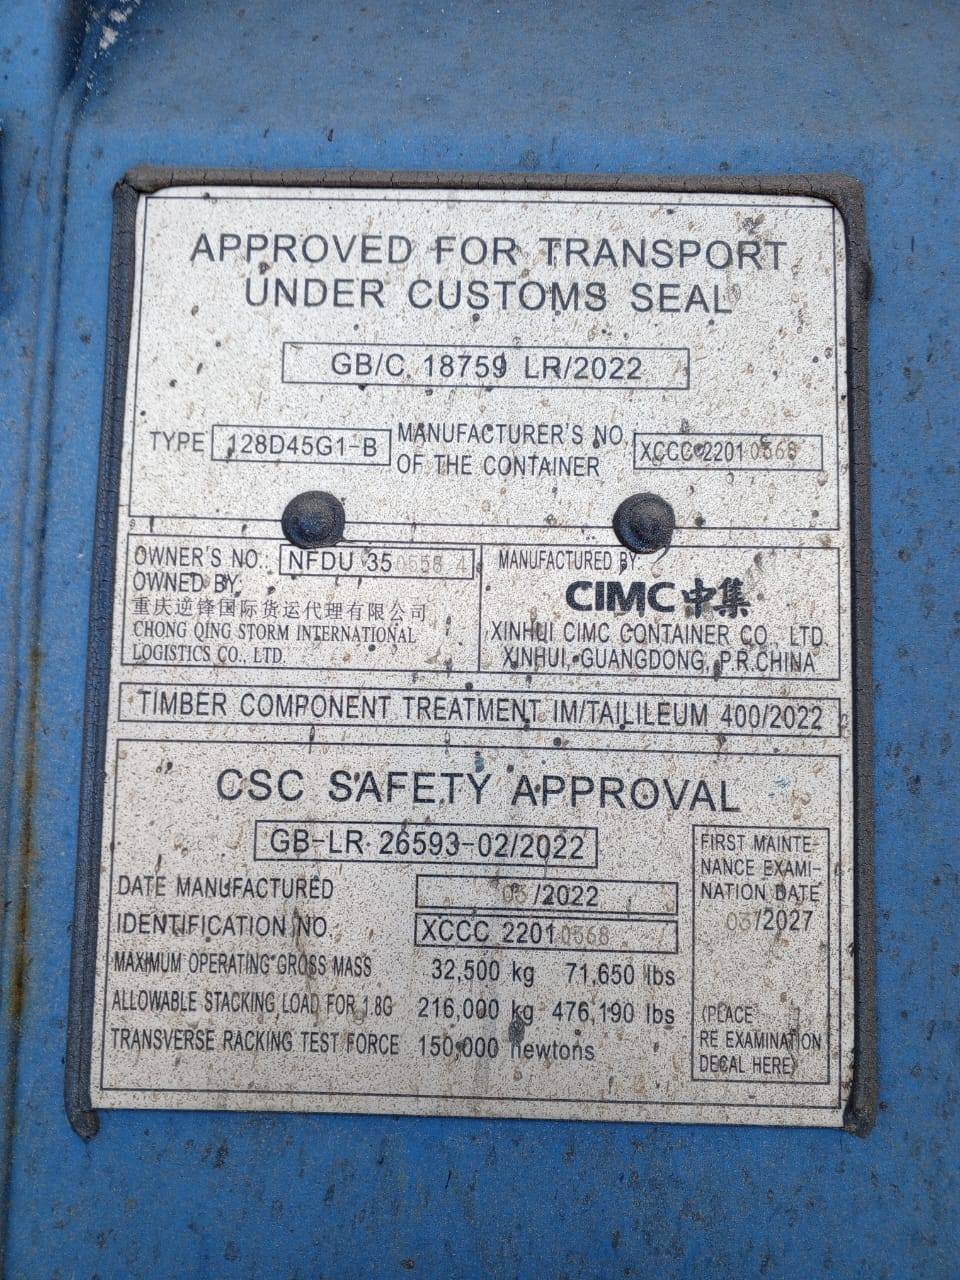 APPROVED FOR TRANSPORT
UNDER CUSTOMS SEAL
GB/C. 18759 LR/2022
TYPE 128D45G1-B
MANUFACTURER'S NO.
OF THE CONTAINER
XCCC 2201 0568
OWNER'S NO.: NFDU 35
OWNED BY:
重庆逆锋国际货运代理有限公司
CHONG QING STORM INTERNATIONAL
LOGISTICS CO., LTD.
MANUFACTURED BY:
CIMC 中集
XINHUI CIMC CONTAINER CO., LTD.
XINHUI, GUANGDONG, P.R.CHINA
TIMBER COMPONENT TREATMENT IM/TAILILEUM 400/2022
CSC SAFETY APPROVAL
GB-LR 26593-02/2022
DATE MANUFACTURED 03/2022
IDENTIFICATION NO. XCCC 2201 0568
MAXIMUM OPERATING GROSS MASS 32,500 kg 71,650 lbs
ALLOWABLE STACKING LOAD FOR 1.8G 216,000 kg 476,190 lbs
TRANSVERSE RACKING TEST FORCE 150,000 newtons
FIRST MAINTE-
NANCE EXAMI-
NATION DATE
03/2027
(PLACE
RE EXAMINATION
DECAL HERE)